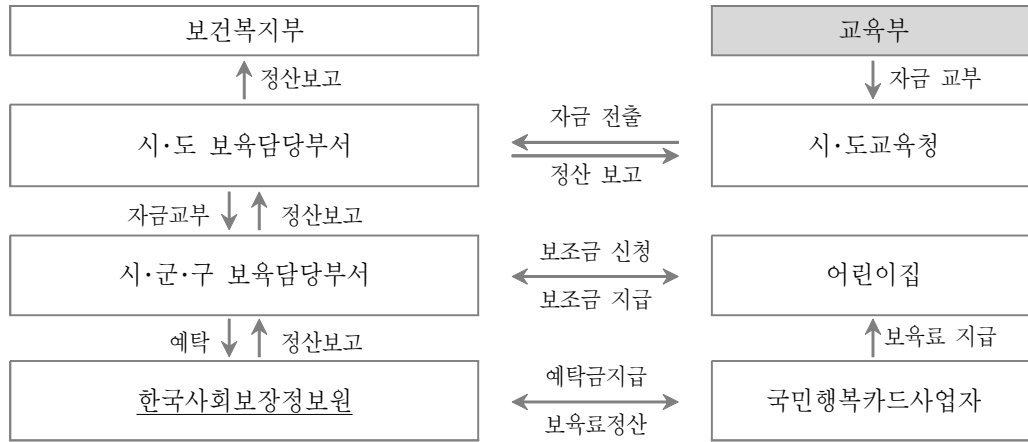 보건복지부
교육부
정산보고
자금 교부
시·도 보육담당부서
자금 전출
정산 보고
시·도교육청
자금교부
정산보고
시·군·구 보육담당부서
보조금 신청
보조금 지급
어린이집
예탁
정산보고
보육료 지급
한국사회보장정보원
예탁금지급
보육료정산
국민행복카드사업자